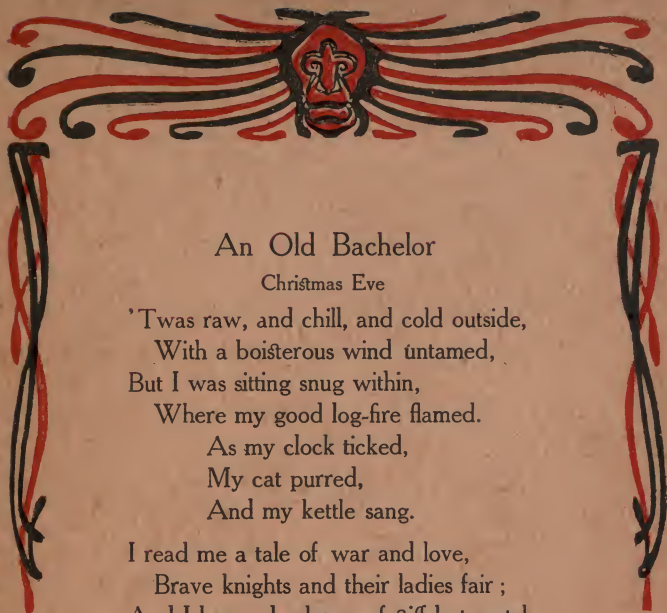 An Old Bachelor
Christmas Eve
'Twas raw, and chill, and cold outside,
With a boisterous wind untamed,
But I was sitting snug within,
Where my good log-fire flamed.
As my clock ticked,
My cat purred,
And my kettle sang.
I read me a tale of war and love,
Brave knights and their ladies fair ;
And I